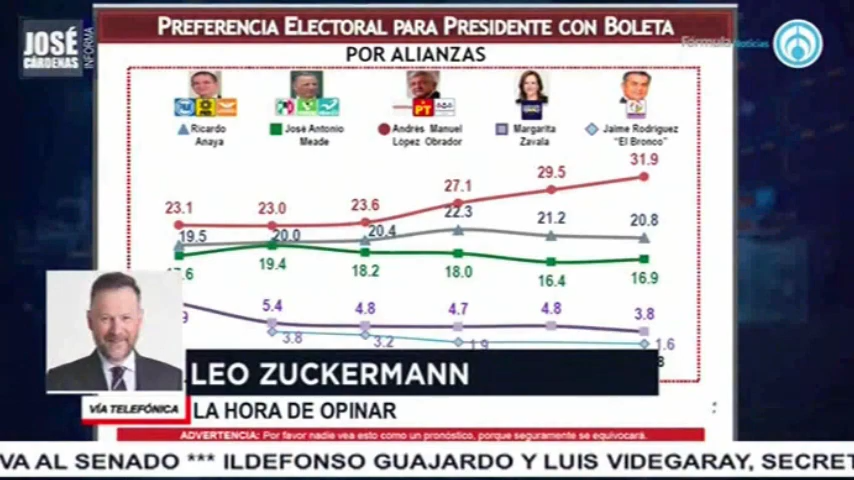 JOSÉ
CÁRDENAS
INFORMA
PREFERENCIA ELECTORAL PARA PRESIDENTE CON BOLETA
FórmulaNoticias
POR ALIANZAS
PT
Ricardo Anaya
José Antonio Meade
Andrés Manuel López Obrador
Margarita Zavala
Jaime Rodríguez "El Bronco"
23.1 23.0 23.6 27.1 29.5 31.9
19.5 20.0 20.4 22.3 21.2 20.8
19.4 18.2 18.0 16.4 16.9
5.4 4.8 4.7 4.8 3.8
3.8 3.2 1.9 1.6
LEO ZUCKERMANN
VÍA TELEFÓNICA
LA HORA DE OPINAR
ADVERTENCIA: Por favor nadie vea esto como un pronóstico, porque seguramente se equivocará.
VA AL SENADO *** ILDEFONSO GUAJARDO Y LUIS VIDEGARAY, SECRET